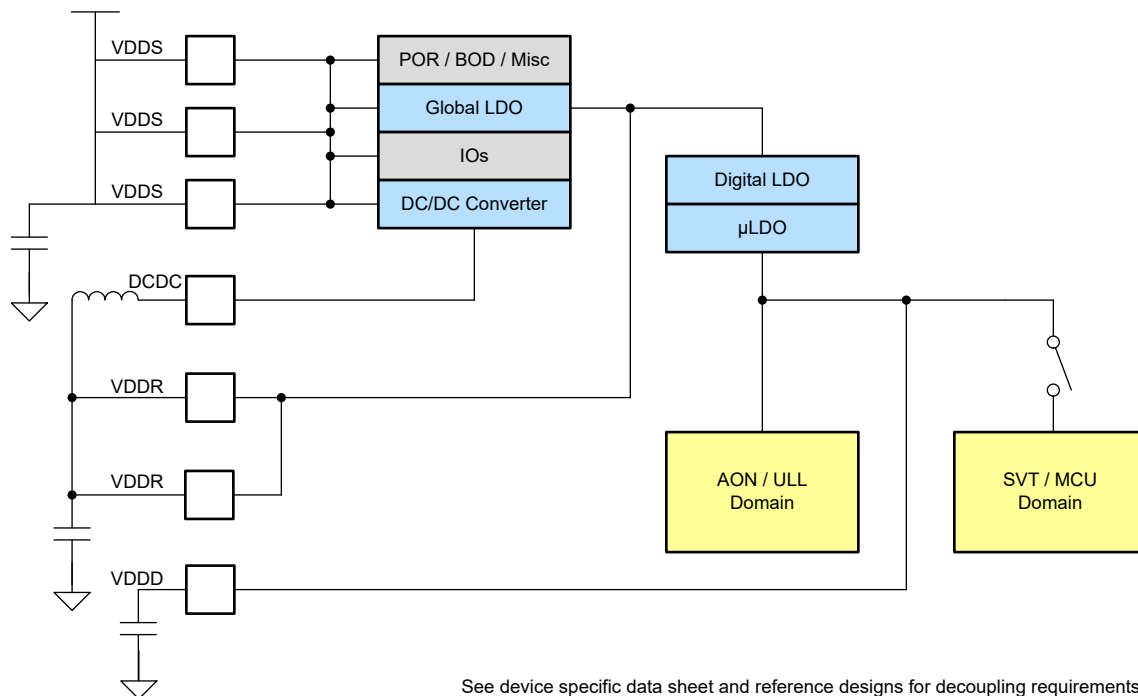 VDDS
POR / BOD / Misc
Global LDO
VDDS
IOs
VDDS
DC/DC Converter
Digital LDO
µLDO
DCDC
VDDR
VDDR
AON / ULL
Domain
SVT / MCU
Domain
VDDD
See device specific data sheet and reference designs for decoupling requirements